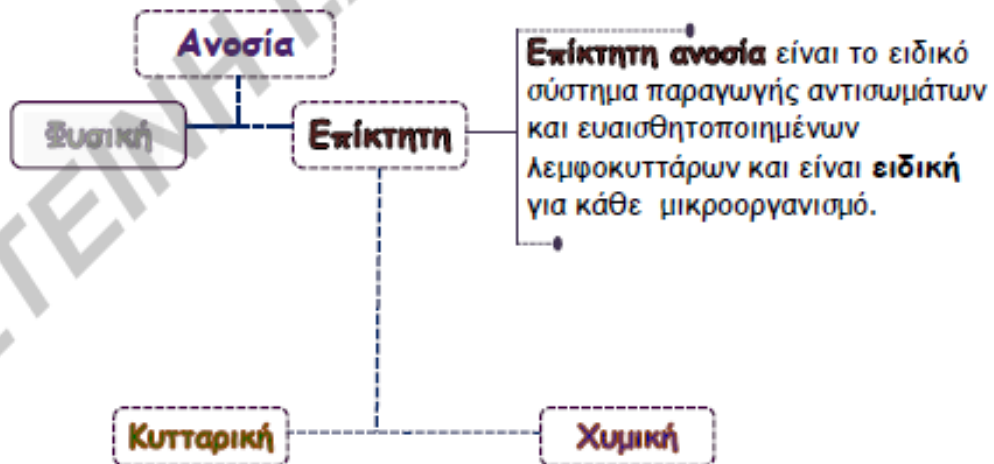 Ανοσία
Φυσική
Επίκτητη
Επίκτητη ανοσία είναι το ειδικό
σύστημα παραγωγής αντισωμάτων
και ευαισθητοποιημένων
λεμφοκυττάρων και είναι ειδική
για κάθε μικροοργανισμό.
Κυτταρική
Χυμική